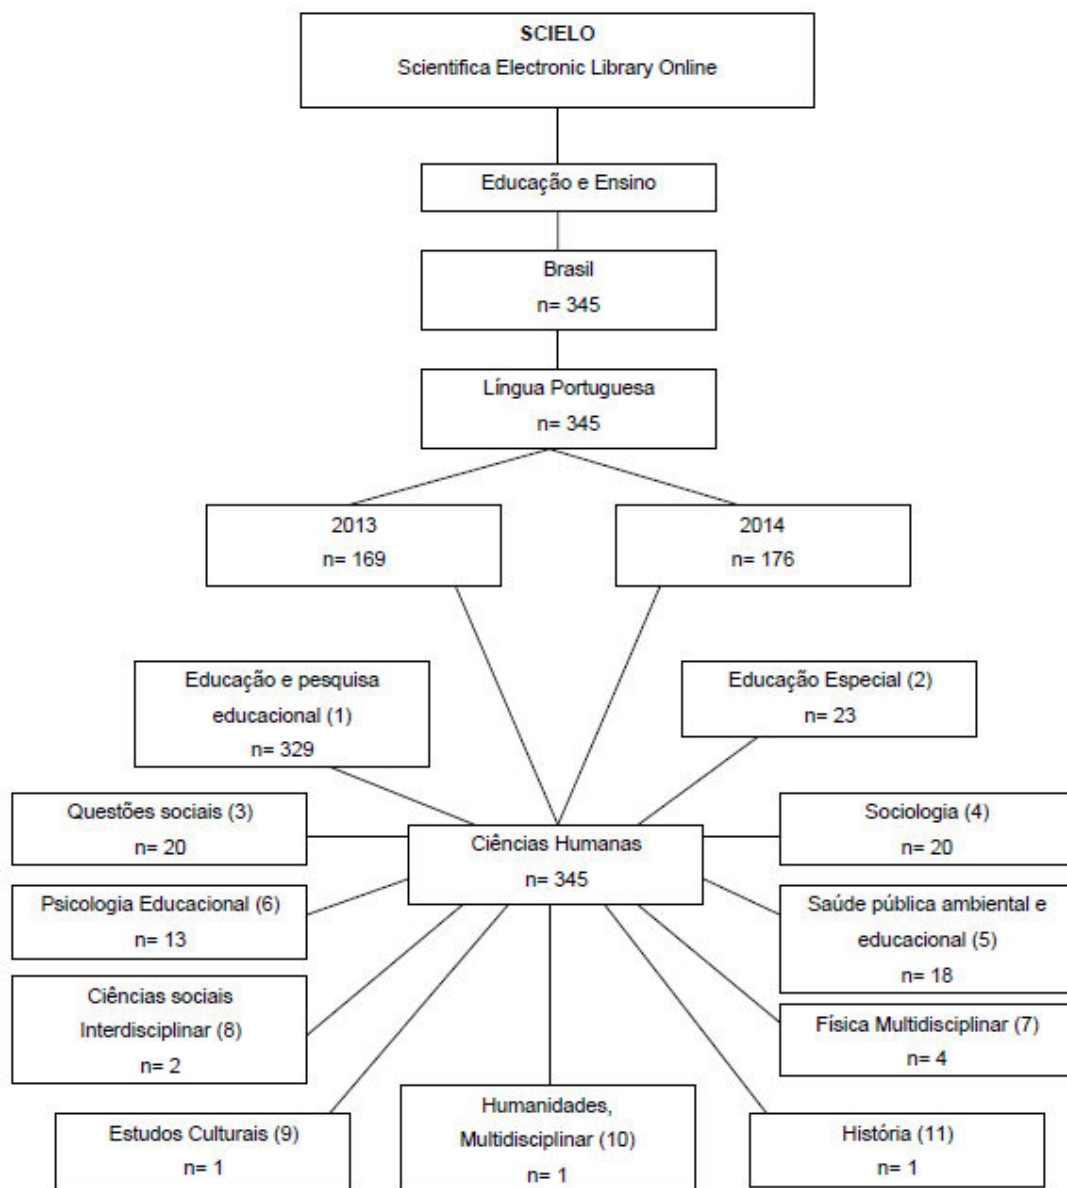 SCIELO
Scientifica Electronic Library Online
Educação e Ensino
Brasil
n= 345
Língua Portuguesa
n= 345
2013
n= 169
2014
n= 176
Educação e pesquisa
educacional (1)
n= 329
Educação Especial (2)
n= 23
Questões sociais (3)
n= 20
Ciências Humanas
n= 345
Sociologia (4)
n= 20
Psicologia Educacional (6)
n= 13
Saúde pública ambiental e
educacional (5)
n= 18
Ciências sociais
Interdisciplinar (8)
n= 2
Física Multidisciplinar (7)
n= 4
Estudos Culturais (9)
n= 1
Humanidades,
Multidisciplinar (10)
n= 1
História (11)
n= 1